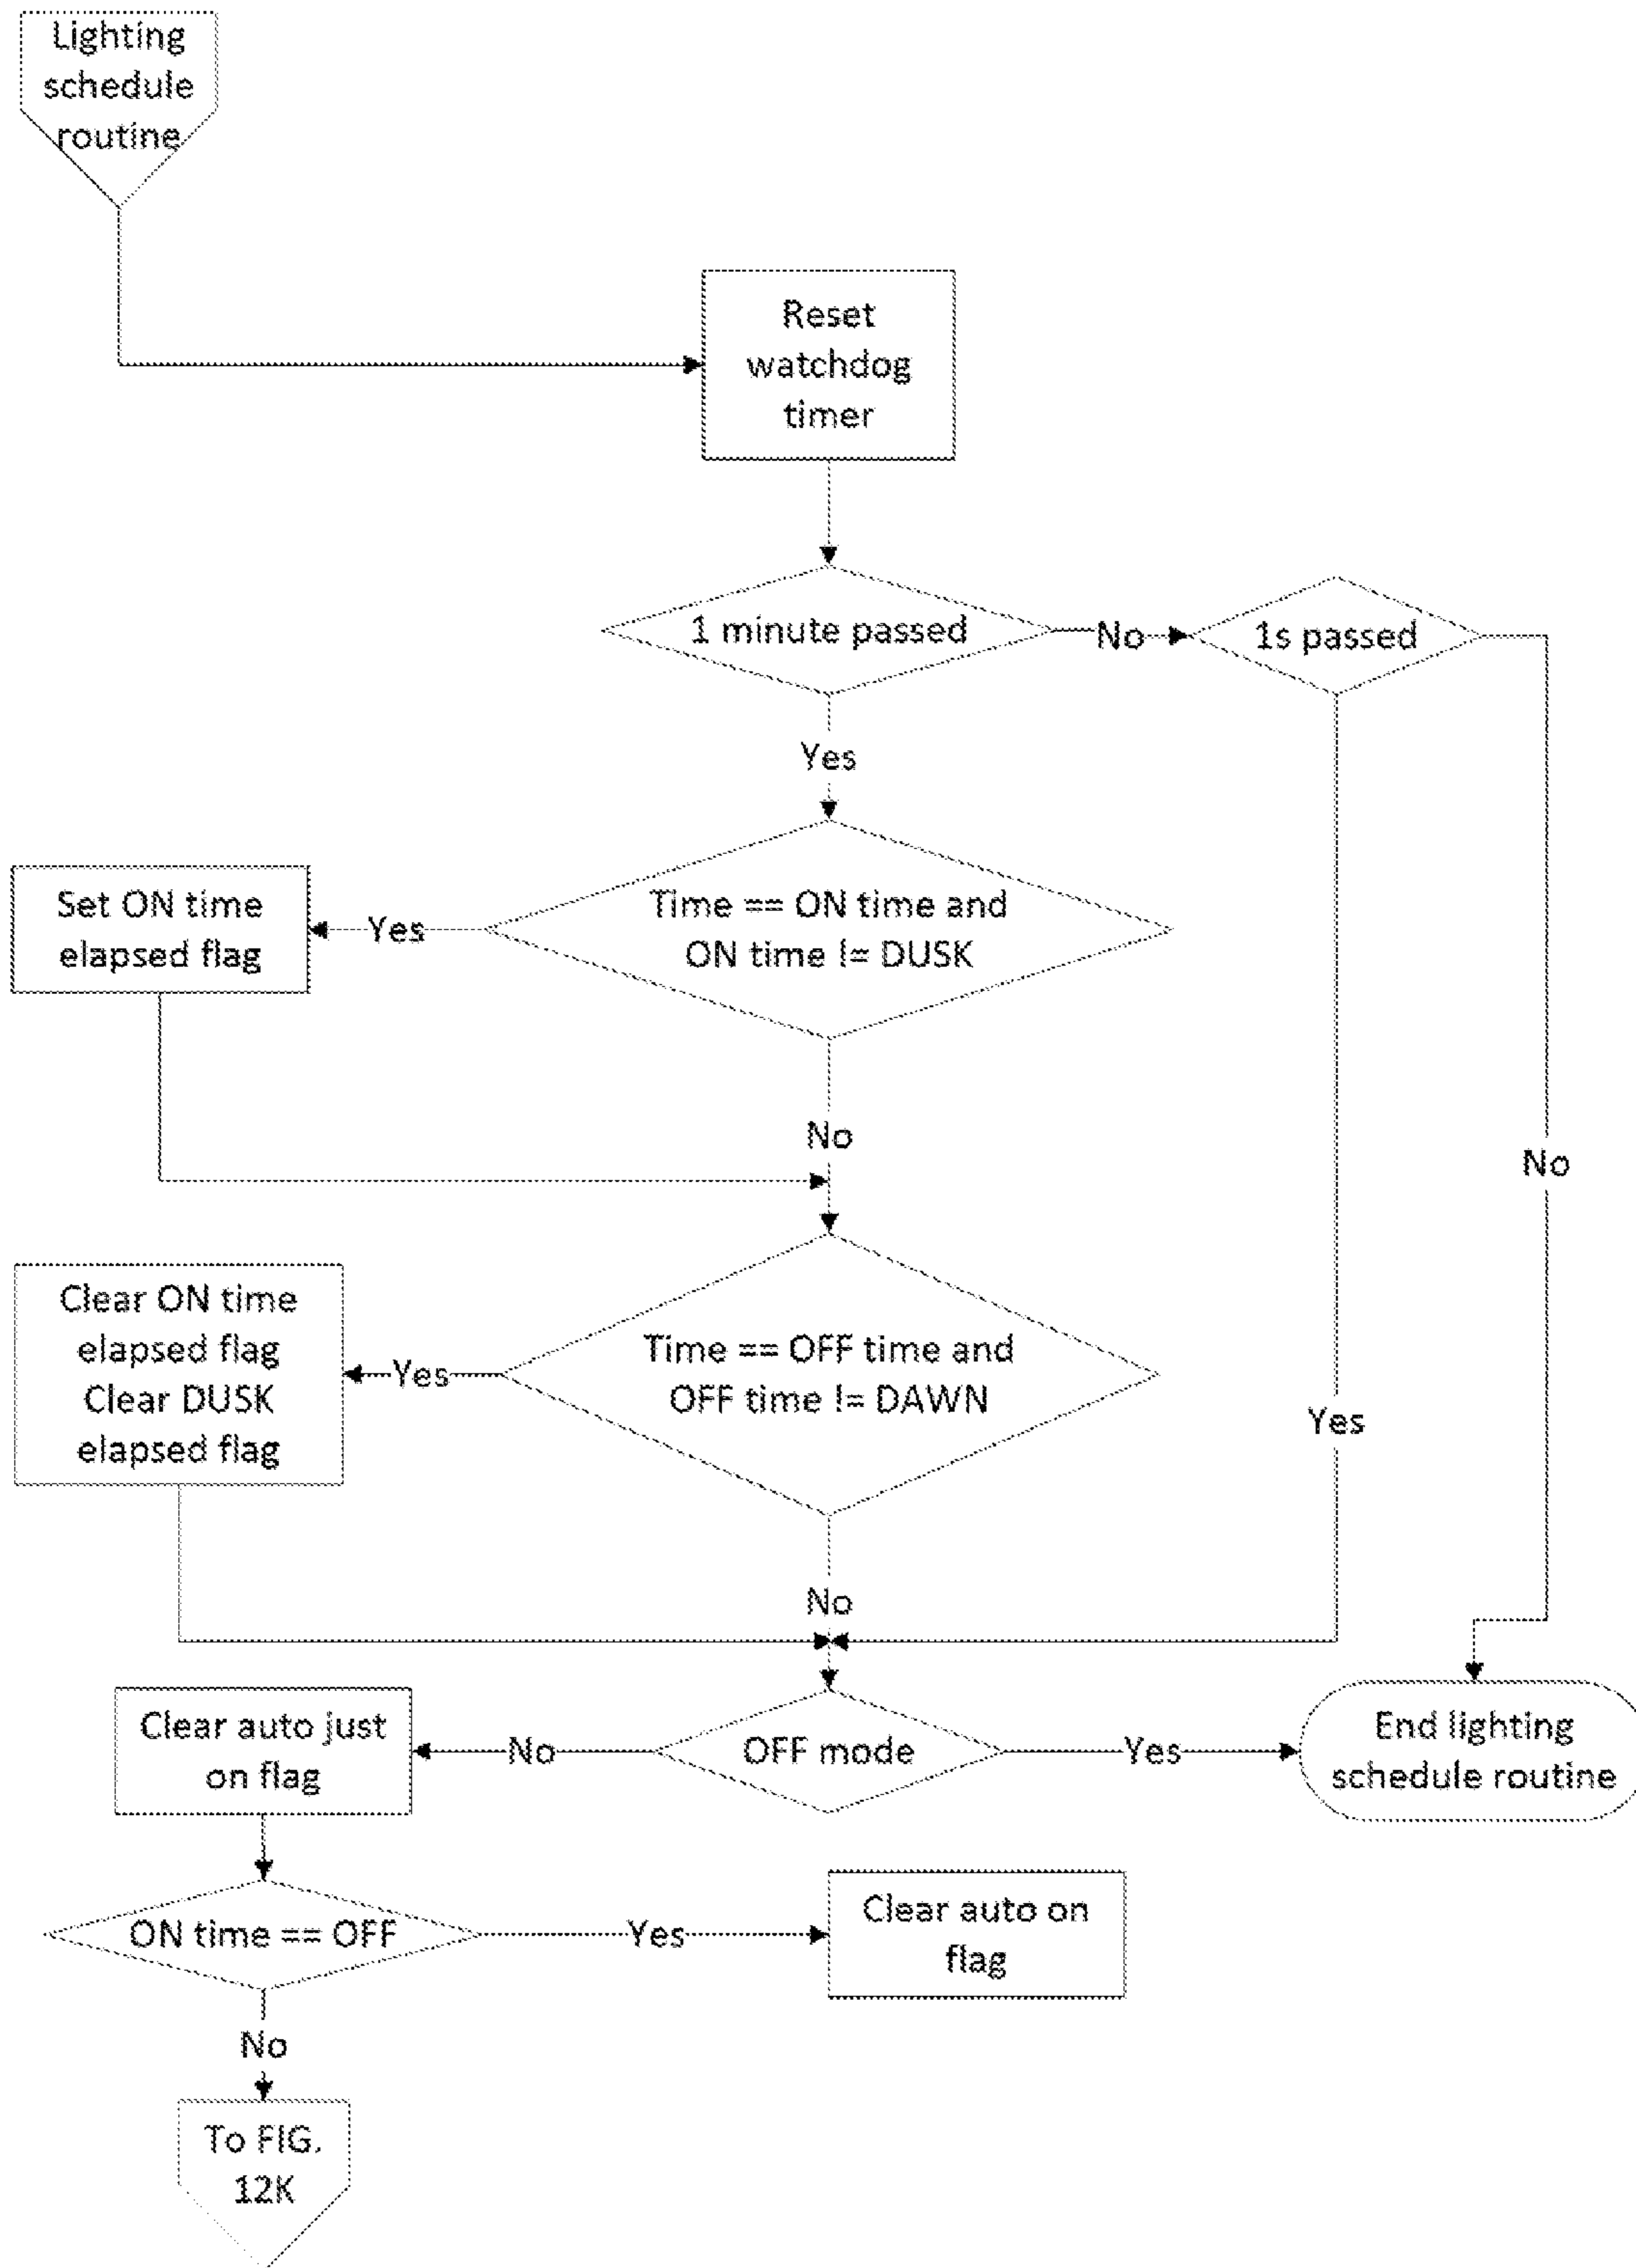 Lighting
schedule
routine
Reset
watchdog
timer
1 minute passed
No
1s passed
Yes
Set ON time
elapsed flag
Yes
Time == ON time and
ON time != DUSK
No
No
Clear ON time
elapsed flag
Clear DUSK
elapsed flag
Yes
Time == OFF time and
OFF time != DAWN
Yes
No
Clear auto just
on flag
No
OFF mode
Yes
End lighting
schedule routine
ON time == OFF
Yes
Clear auto on
flag
No
To FIG.
12K